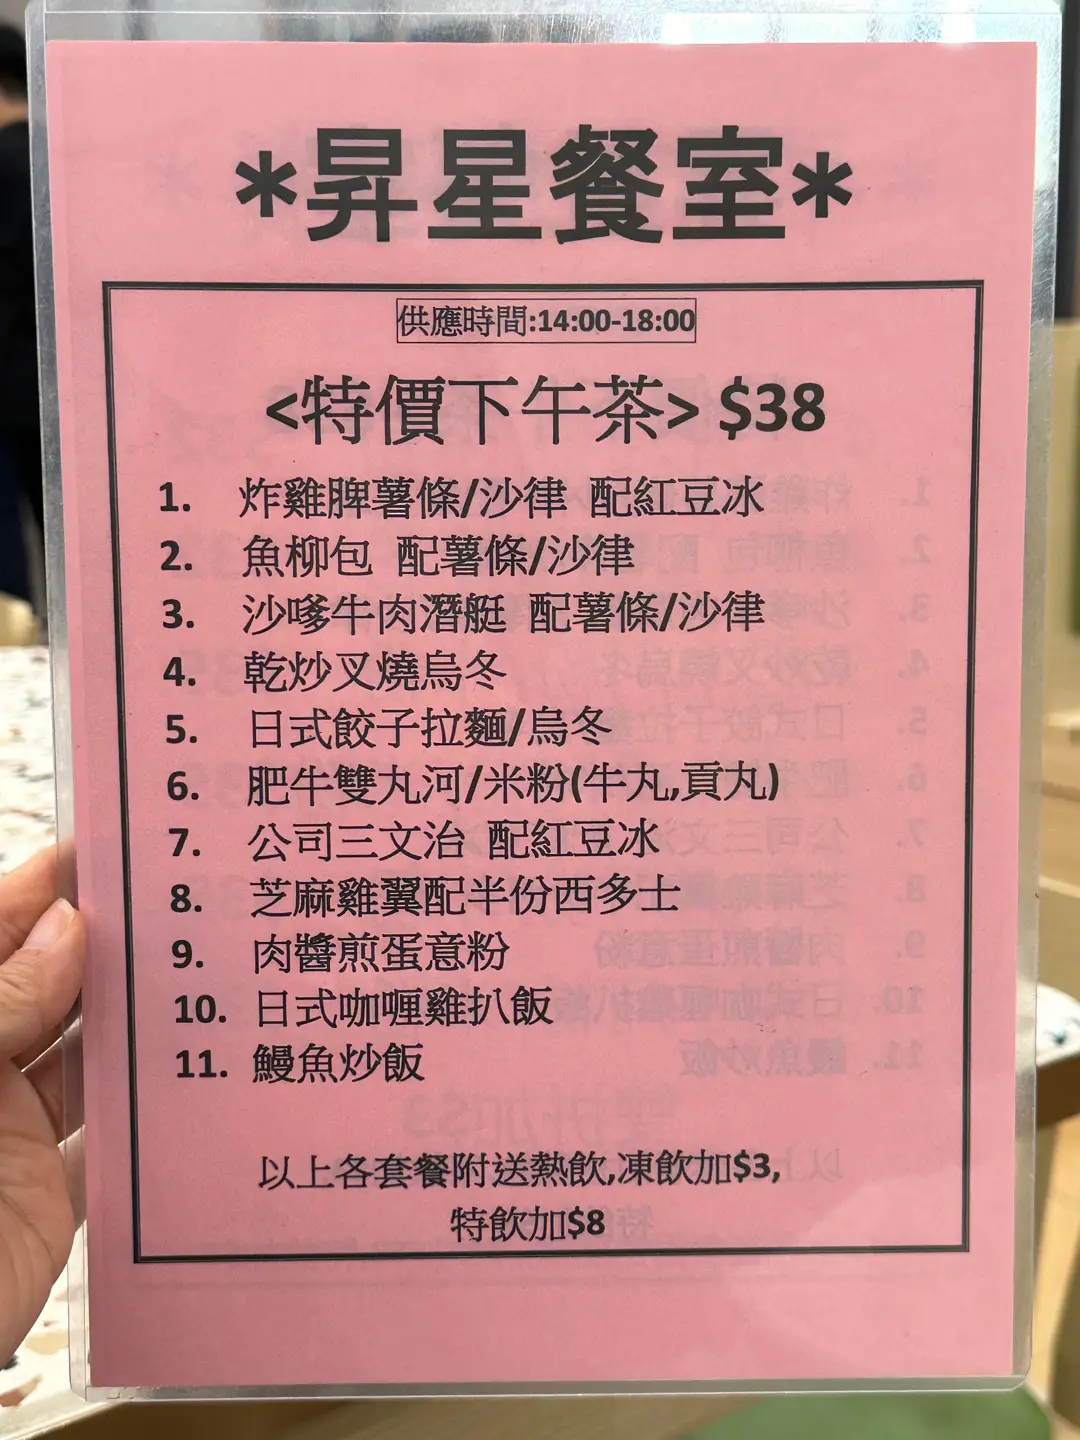 *昇星餐室*
供應時間:14:00-18:00
<特價下午茶> $38
1. 炸雞脾薯條/沙律 配紅豆冰
2. 魚柳包 配薯條/沙律
3. 沙嗲牛肉潛艇 配薯條/沙律
4. 乾炒叉燒烏冬
5. 日式餃子拉麵/烏冬
6. 肥牛雙丸河/米粉(牛丸,貢丸)
7. 公司三文治 配紅豆冰
8. 芝麻雞翼配半份西多士
9. 肉醬煎蛋意粉
10. 日式咖喱雞扒飯
11. 鰻魚炒飯
以上各套餐附送熱飲,凍飲加$3,
特飲加$8